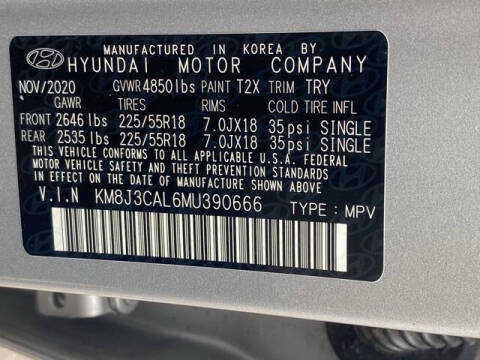 MANUFACTURED IN KOREA BY
HYUNDAI MOTOR COMPANY
NOV/2020 GVWR 4850lbs PAINT T2X TRIM TRY
GAWR TIRES RIMS COLD TIRE INFL
FRONT 2646 lbs 225/55R18 7.0JX18 35psi SINGLE
REAR 2535 lbs 225/55R18 7.0JX18 35psi SINGLE
THIS VEHICLE CONFORMS TO ALL APPLICABLE U.S.A. FEDERAL
MOTOR VEHICLE SAFETY AND THEFT PREVENTION STANDARDS
IN EFFECT ON THE DATE OF MANUFACTURE SHOWN ABOVE.
V.I.N KM8J3CAL6MU390666 TYPE : MPV